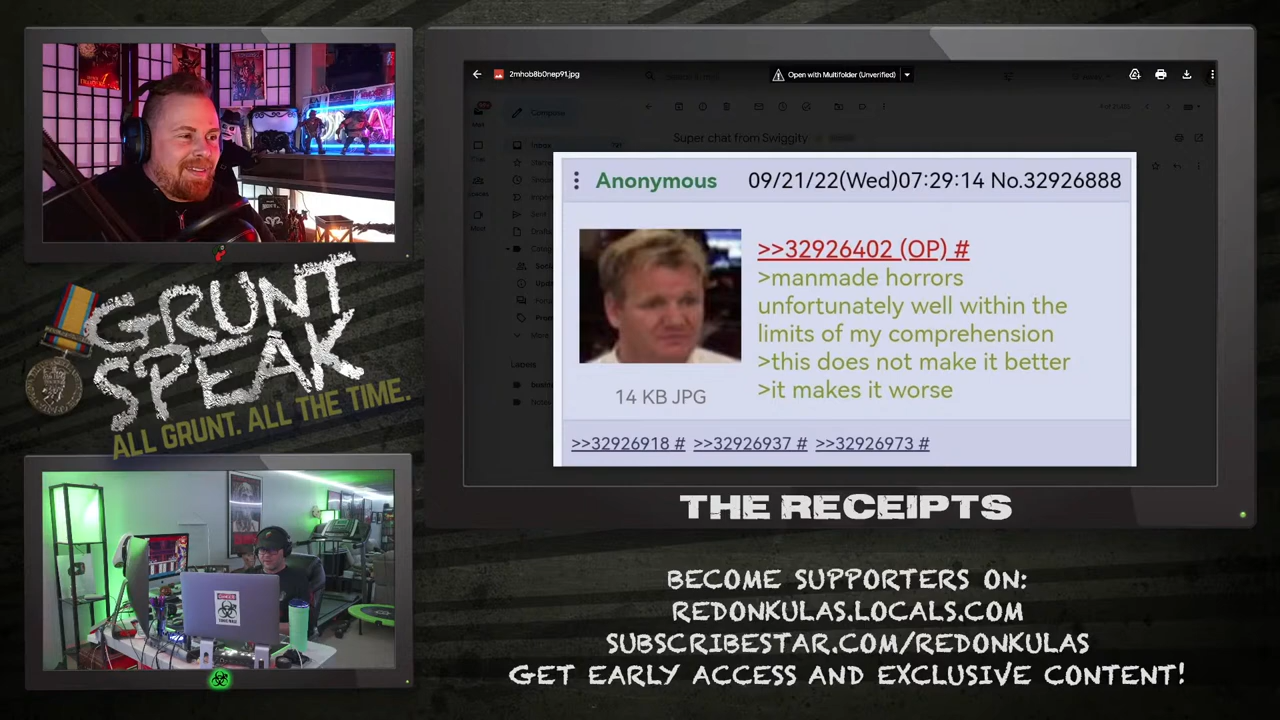 2mhob8b0nep91.jpg
Open with Multifolder (Unverified)
Compose
Super chat from Swiggity
Inbox
Labels
Anonymous 09/21/22(Wed)07:29:14 No.32926888
>>32926402 (OP) #
>manmade horrors
unfortunately well within the
limits of my comprehension
>this does not make it better
>it makes it worse
14 KB JPG
>>32926918 # >>32926937 # >>32926973 #
GRUNT
SPEAK
ALL GRUNT. ALL THE TIME.
THE RECEIPTS
BECOME SUPPORTERS ON:
REDONKULAS.LOCALS.COM
SUBSCRIBESTAR.COM/REDONKULAS
GET EARLY ACCESS AND EXCLUSIVE CONTENT!